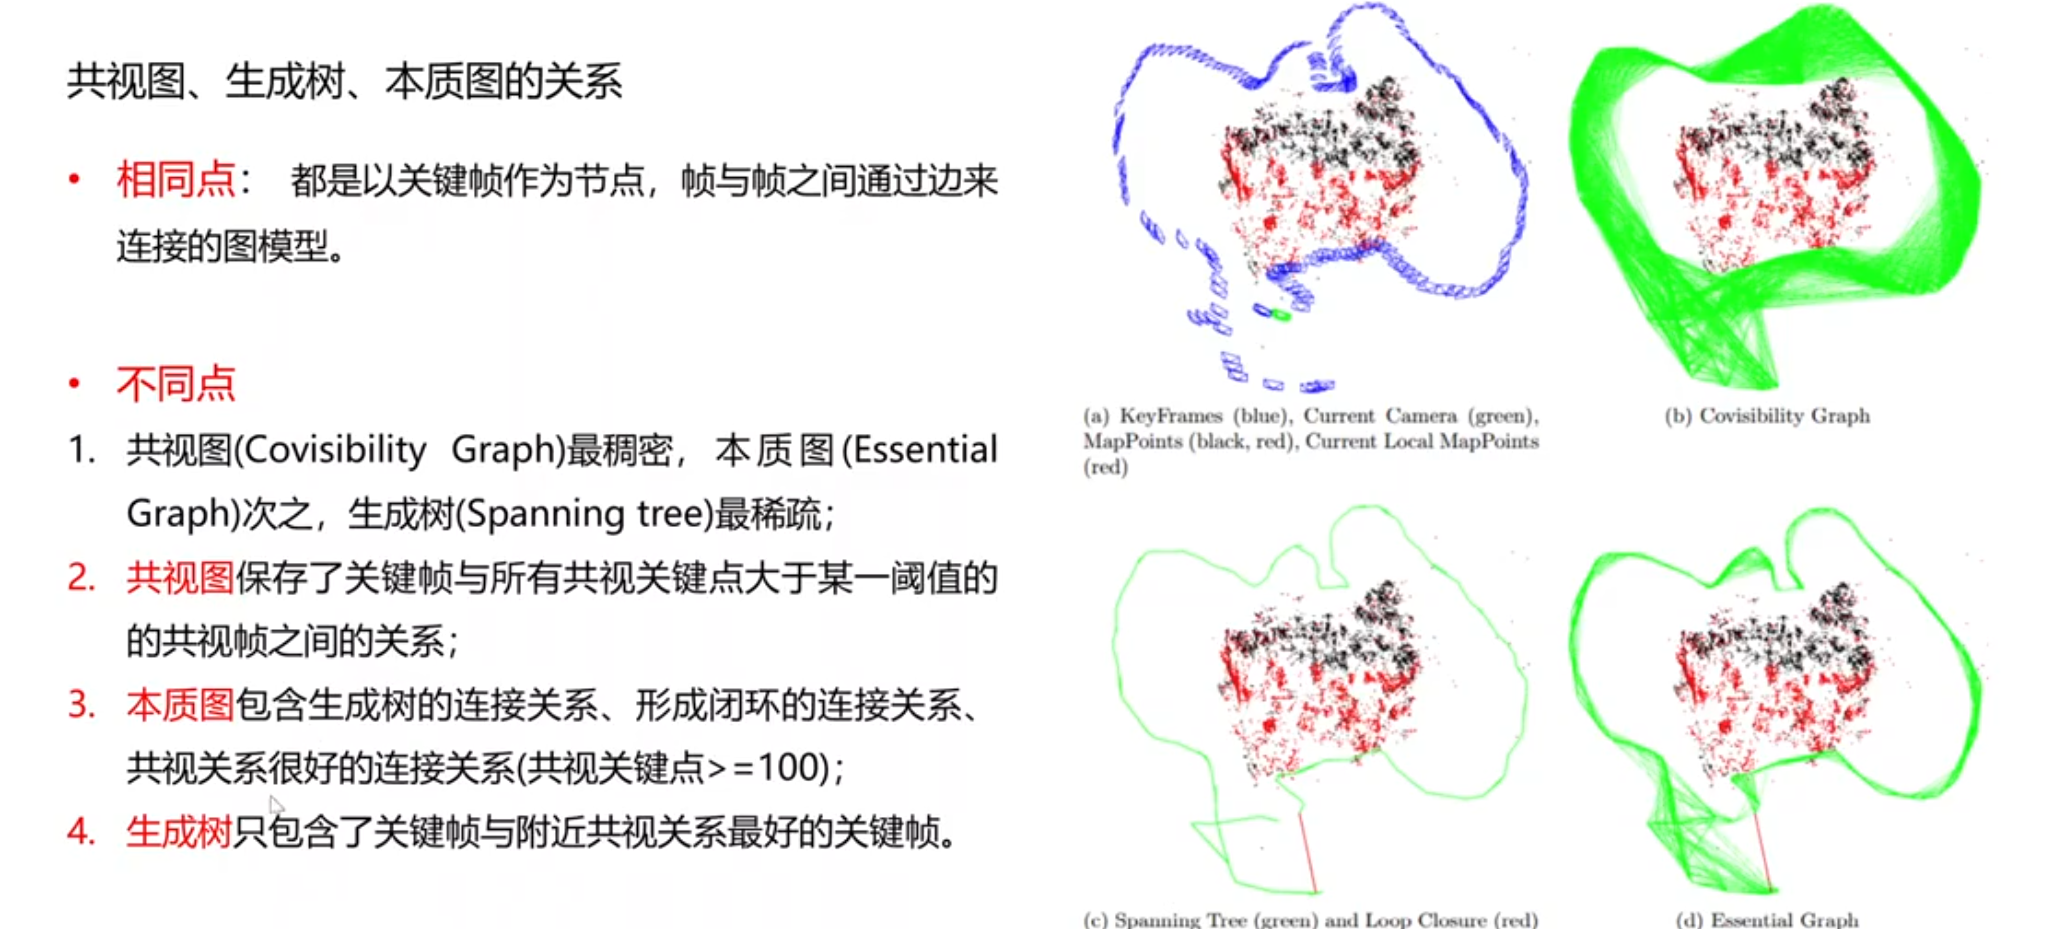 共视图、生成树、本质图的关系
• 相同点： 都是以关键帧作为节点，帧与帧之间通过边来
连接的图模型。
• 不同点
1. 共视图(Covisibility Graph)最稠密，本质图(Essential
Graph)次之，生成树(Spanning tree)最稀疏；
2. 共视图保存了关键帧与所有共视关键点大于某一阈值的
的共视帧之间的关系；
3. 本质图包含生成树的连接关系、形成闭环的连接关系、
共视关系很好的连接关系(共视关键点>=100)；
4. 生成树只包含了关键帧与附近共视关系最好的关键帧。
(a) KeyFrames (blue), Current Camera (green),
MapPoints (black, red), Current Local MapPoints
(red)
(b) Covisibility Graph
(c) Spanning Tree (green) and Loop Closure (red)
(d) Essential Graph